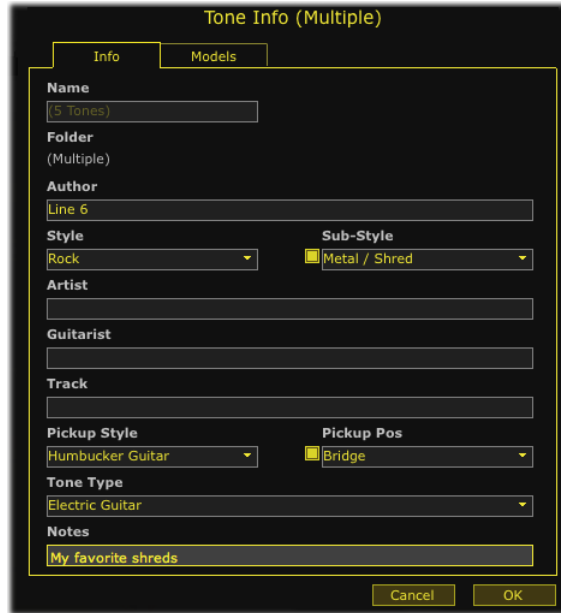 Tone Info (Multiple)
Info Models
Name
(5 Tones)
Folder
(Multiple)
Author
Line 6
Style Sub-Style
Rock Metal / Shred
Artist
Guitarist
Track
Pickup Style Pickup Pos
Humbucker Guitar Bridge
Tone Type
Electric Guitar
Notes
My favorite shreds
Cancel OK